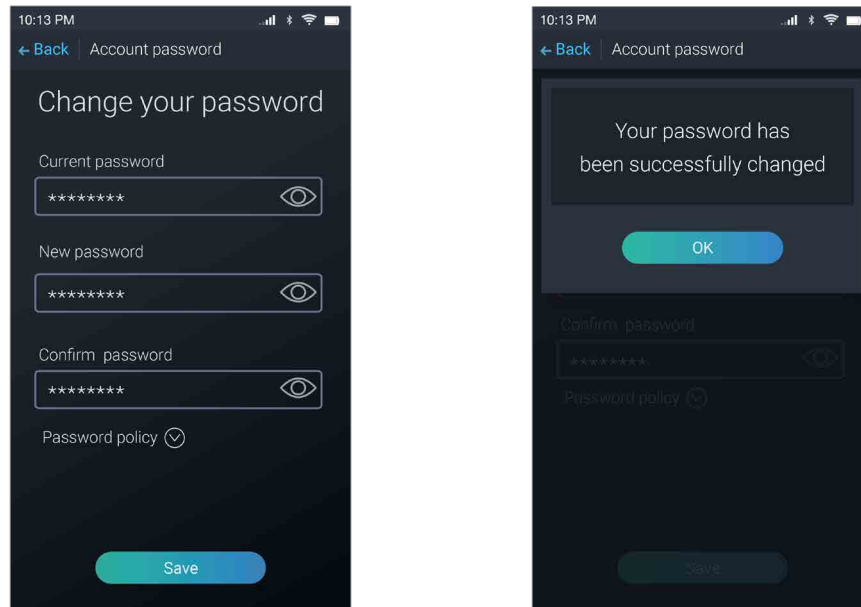 10:13 PM
← Back | Account password
Change your password
Current password
********
New password
********
Confirm password
********
Password policy
Save
10:13 PM
← Back | Account password
Your password has
been successfully changed
OK
Confirm password
********
Password policy
Save